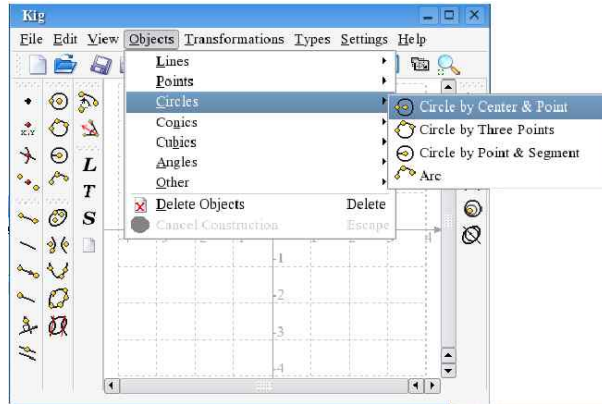 Kig
File Edit View Objects Transformations Types Settings Help
Lines
Points
Circles
Conics
Cubics
Angles
Other
Delete Objects Delete
Cancel Construction Escape
Circle by Center & Point
Circle by Three Points
Circle by Point & Segment
Arc
X,Y
L
T
S
-1
-2
-3
-4